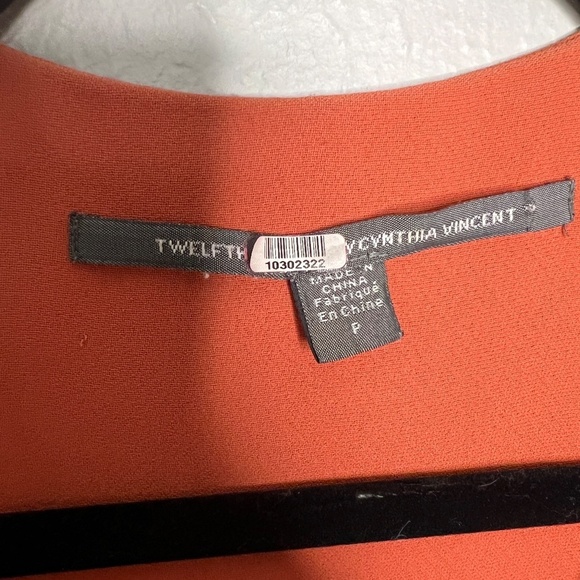 TWELFTH CYNTHIA VINCENT
10302322
MADE IN
CHINA
Fabriqué
En Chine
P